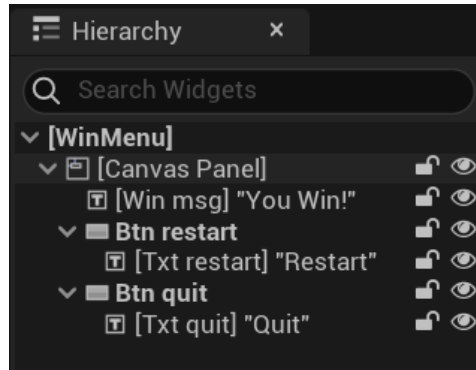 Hierarchy
Search Widgets
[WinMenu]
[Canvas Panel]
[Win msg] "You Win!"
Btn restart
[Txt restart] "Restart"
Btn quit
[Txt quit] "Quit"